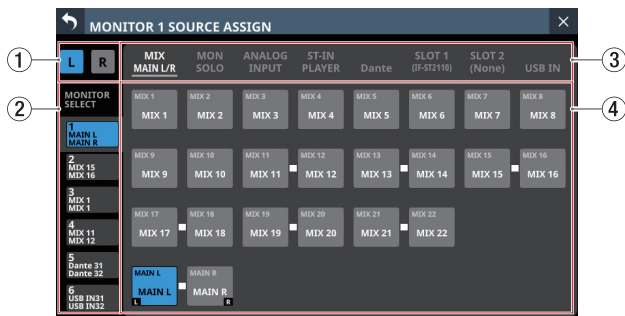 MONITOR 1 SOURCE ASSIGN
1
L R
MIX MAIN L/R
MON SOLO
ANALOG INPUT
ST-IN PLAYER
Dante
SLOT 1 (IF-ST2110)
SLOT 2 (None)
USB IN
3
2
MONITOR SELECT
1
MAIN L
MAIN R
2
MIX 15
MIX 16
3
MIX 1
MIX 1
4
MIX 11
MIX 12
5
Dante 31
Dante 32
6
USB IN31
USB IN32
4
MIX 1 MIX 2 MIX 3 MIX 4 MIX 5 MIX 6 MIX 7 MIX 8
MIX 1 MIX 2 MIX 3 MIX 4 MIX 5 MIX 6 MIX 7 MIX 8
MIX 9 MIX 10 MIX 11 MIX 12 MIX 13 MIX 14 MIX 15 MIX 16
MIX 9 MIX 10 MIX 11 MIX 12 MIX 13 MIX 14 MIX 15 MIX 16
MIX 17 MIX 18 MIX 19 MIX 20 MIX 21 MIX 22
MIX 17 MIX 18 MIX 19 MIX 20 MIX 21 MIX 22
MAIN L MAIN R
MAIN L MAIN R
L R